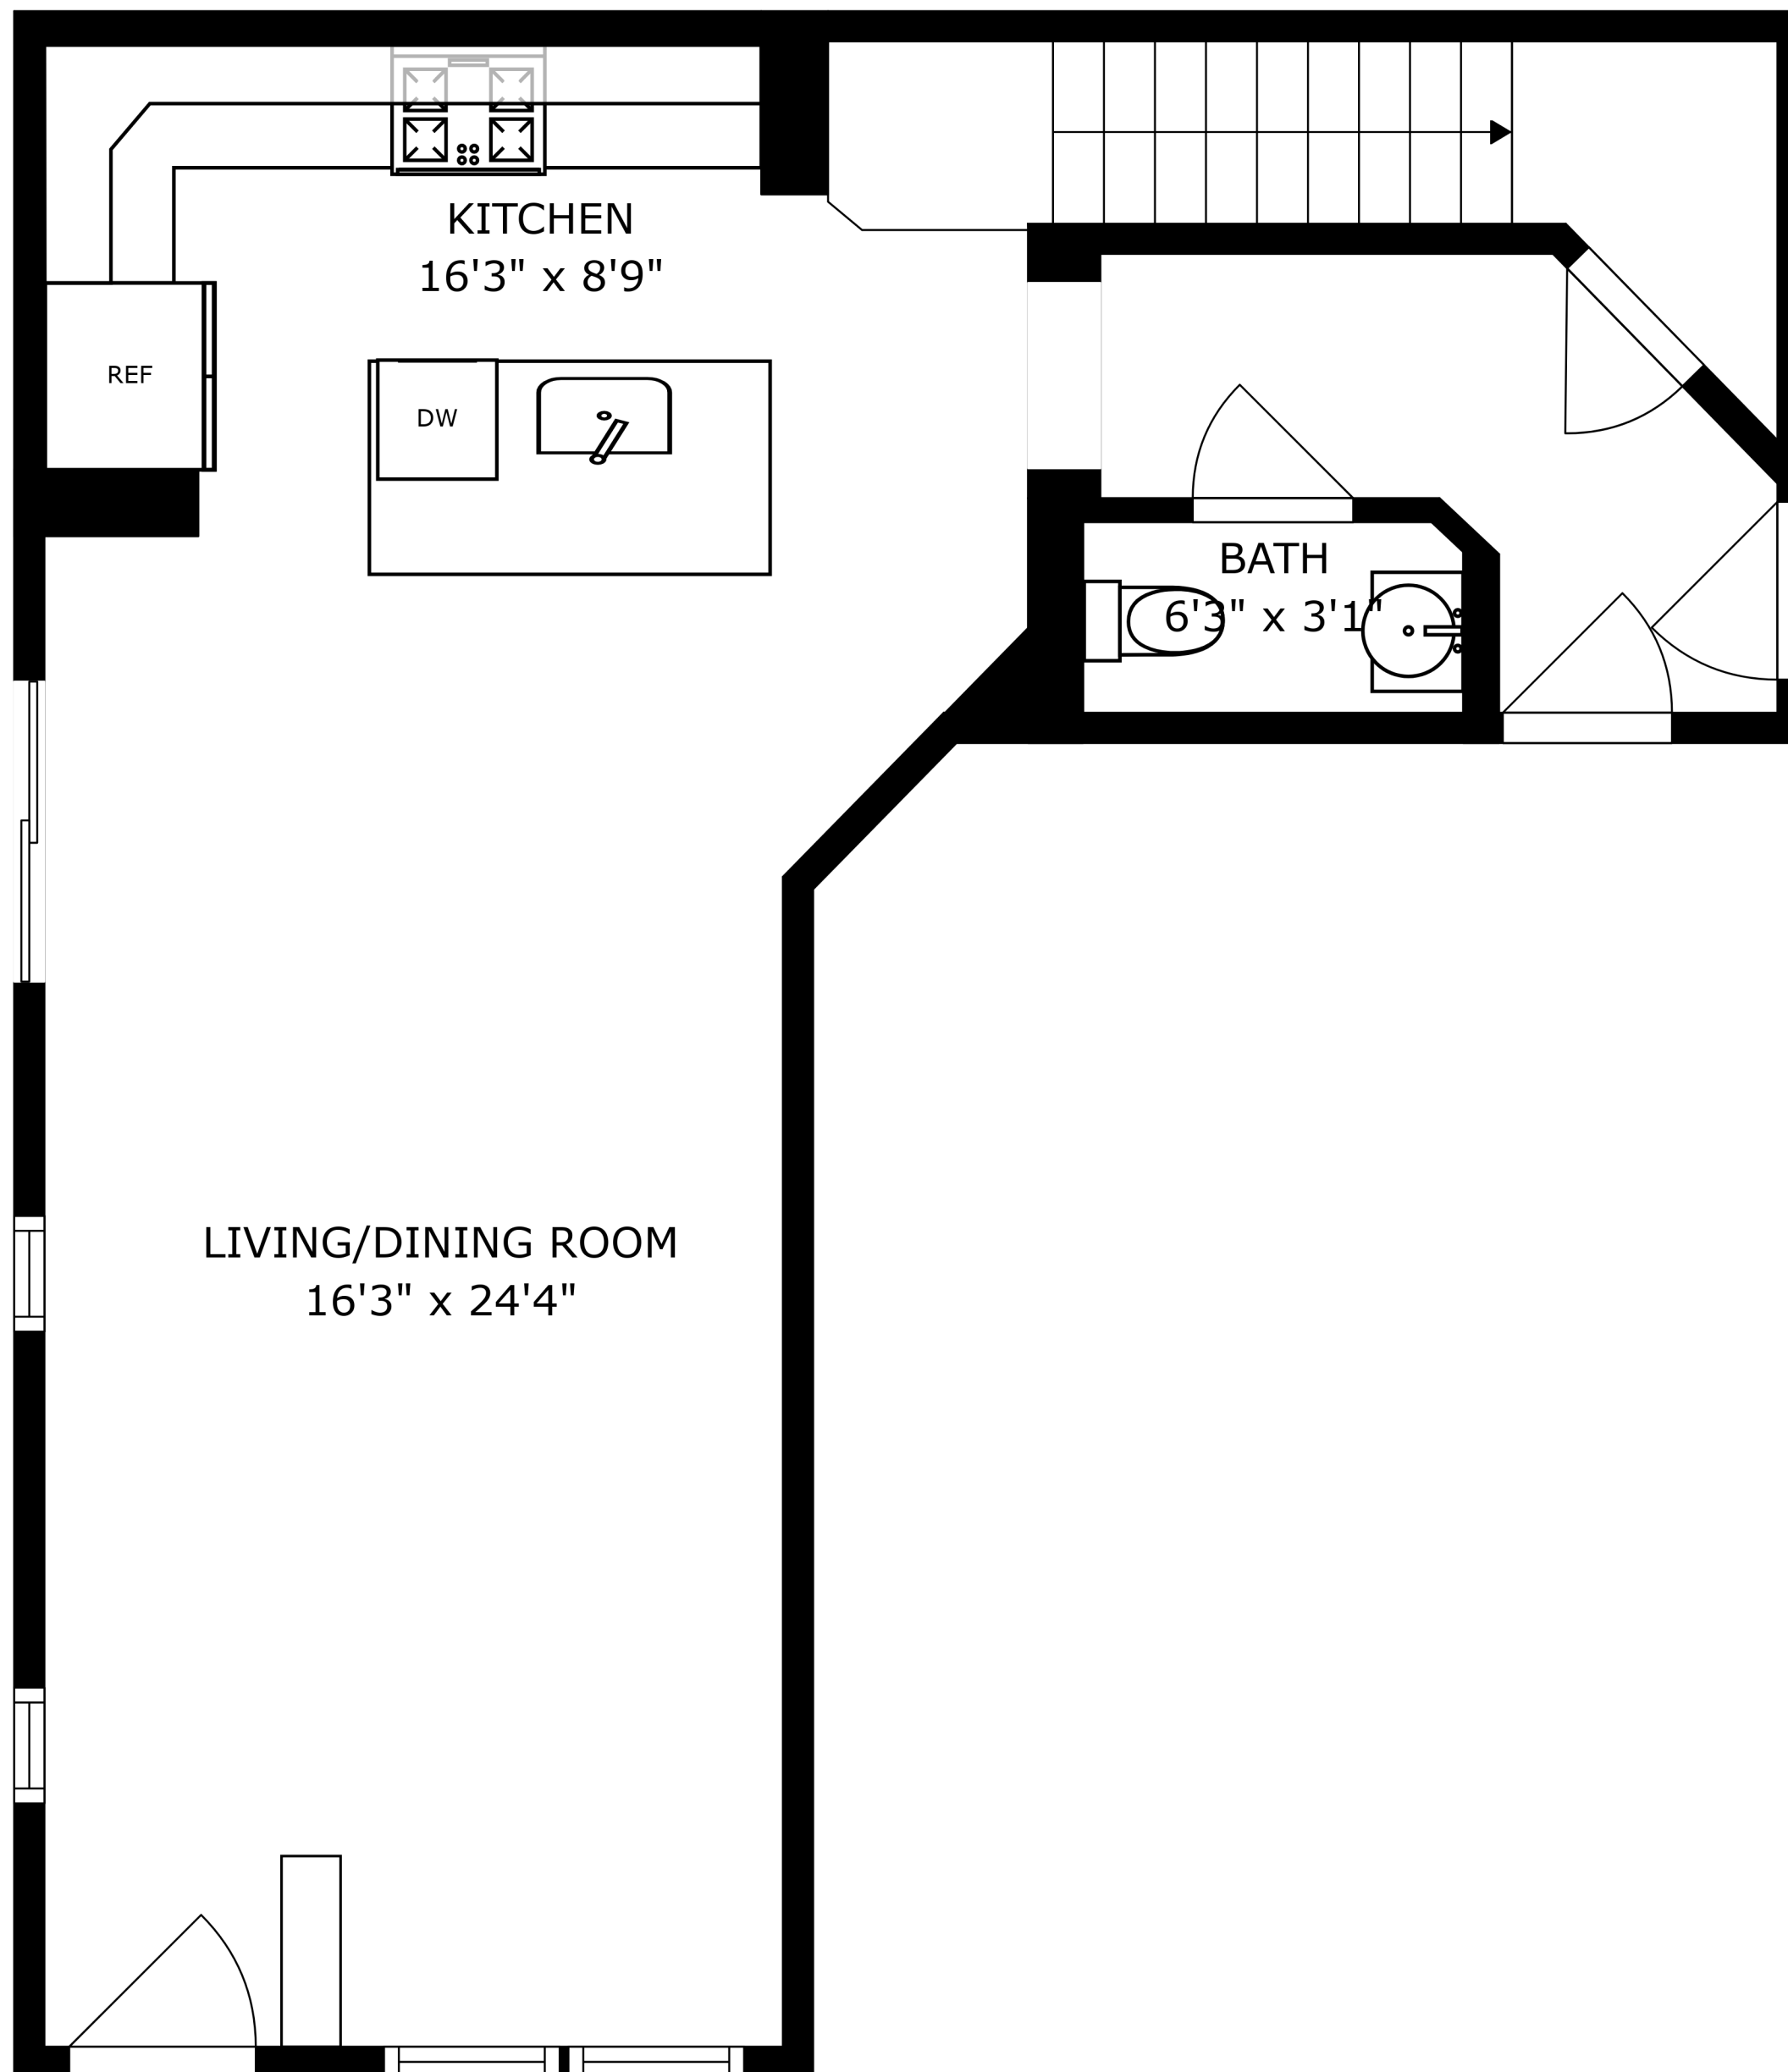 KITCHEN
16'3" x 8'9"
REF
DW
BATH
6'3" x 3'1"
LIVING/DINING ROOM
16'3" x 24'4"